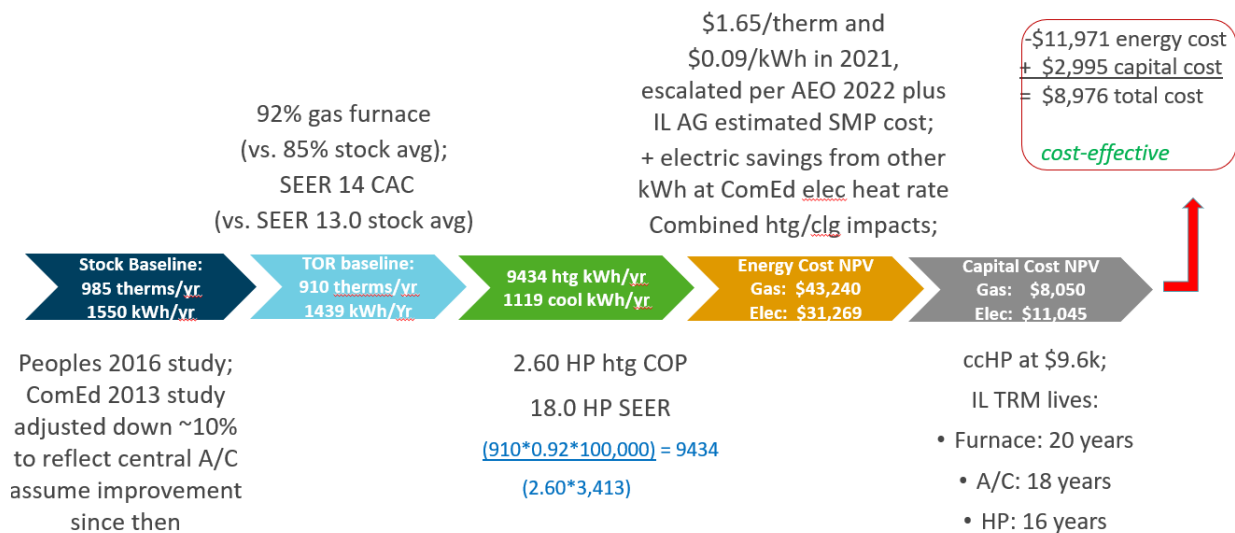 92% gas furnace
(vs. 85% stock avg);
SEER 14 CAC
(vs. SEER 13.0 stock avg)
$1.65/therm and
$0.09/kWh in 2021,
escalated per AEO 2022 plus
IL AG estimated SMP cost;
+ electric savings from other
kWh at ComEd elec heat rate
Combined htg/clg impacts;
-$11,971 energy cost
+ $2,995 capital cost
= $8,976 total cost
cost-effective
Stock Baseline:
985 therms/yr
1550 kWh/yr
TOR baseline:
910 therms/yr
1439 kWh/Yr
9434 htg kWh/yr
1119 cool kWh/yr
Energy Cost NPV
Gas: $43,240
Elec: $31,269
Capital Cost NPV
Gas: $8,050
Elec: $11,045
Peoples 2016 study;
ComEd 2013 study
adjusted down ~10%
to reflect central A/C
assume improvement
since then
2.60 HP htg COP
18.0 HP SEER
(910*0.92*100,000) = 9434
(2.60*3,413)
ccHP at $9.6k;
IL TRM lives:
• Furnace: 20 years
• A/C: 18 years
• HP: 16 years